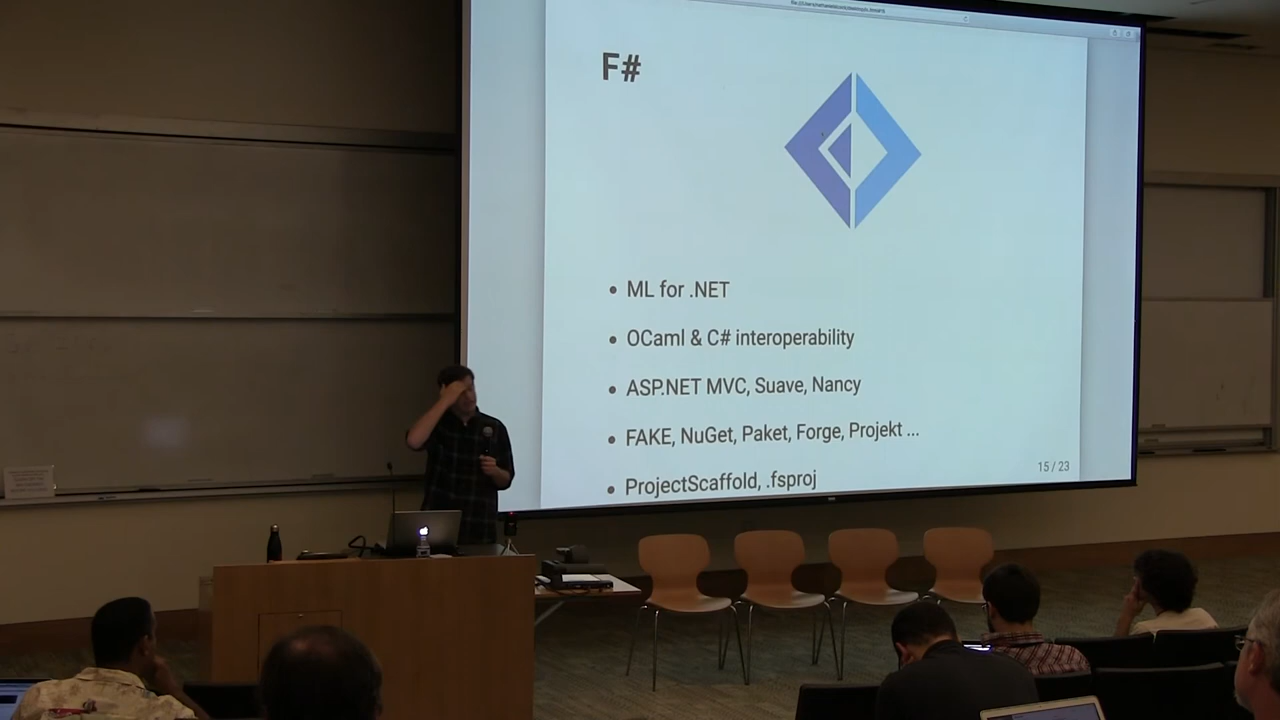 F#
• ML for .NET
• OCaml & C# interoperability
• ASP.NET MVC, Suave, Nancy
• FAKE, NuGet, Paket, Forge, Projekt ...
• ProjectScaffold, .fsproj
15 / 23